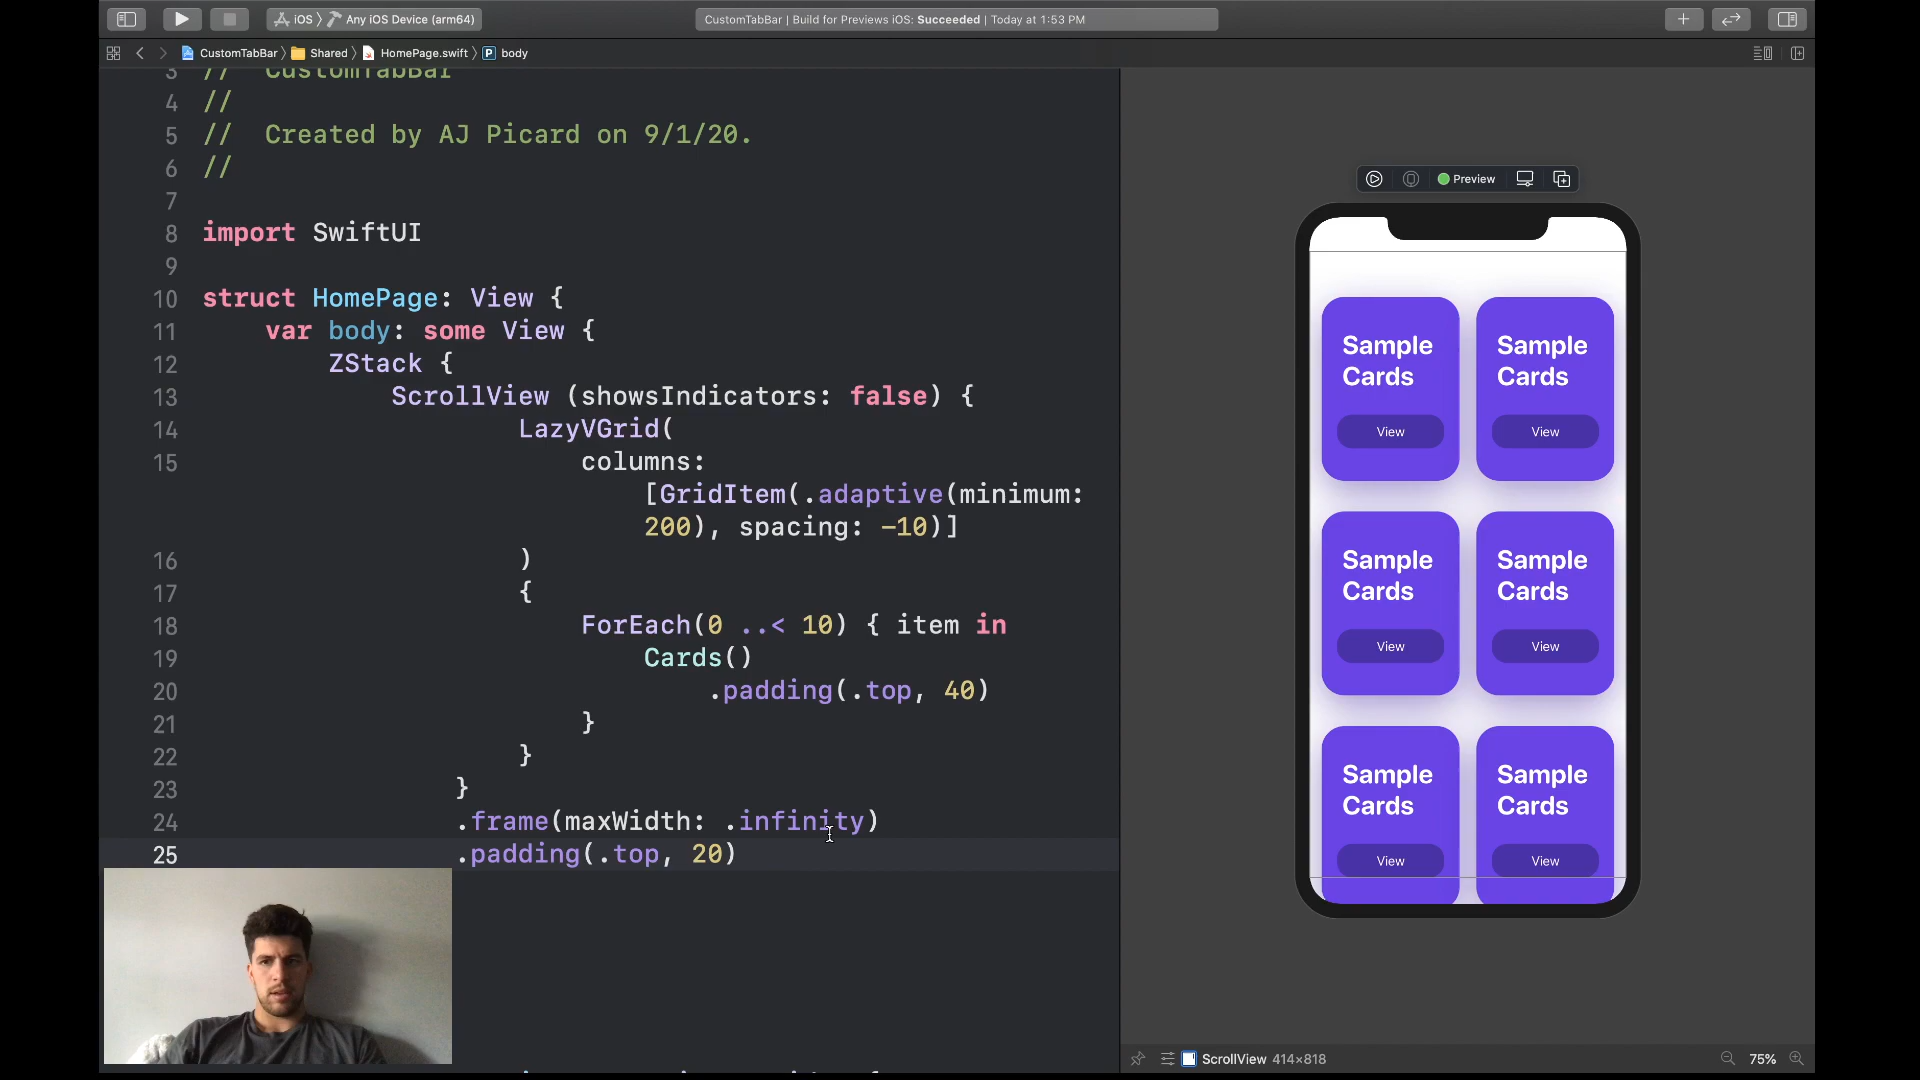 iOS 〉 Any iOS Device (arm64)
CustomTabBar | Build for Previews iOS: Succeeded | Today at 1:53 PM
CustomTabBar 〉 Shared 〉 HomePage.swift 〉 P body
3 //  CustomTabBar
4 //
5 //  Created by AJ Picard on 9/1/20.
6 //
7
8 import SwiftUI
9
10 struct HomePage: View {
11     var body: some View {
12         ZStack {
13             ScrollView (showsIndicators: false) {
14                     LazyVGrid(
15                         columns:
[GridItem(.adaptive(minimum:
200), spacing: -10)]
16                     )
17                     {
18                         ForEach(0 ..< 10) { item in
19                             Cards()
20                                 .padding(.top, 40)
21                         }
22                     }
23                 }
24                 .frame(maxWidth: .infinity)
25                 .padding(.top, 20)
Preview
Sample
Cards
View
Sample
Cards
View
Sample
Cards
View
Sample
Cards
View
Sample
Cards
View
Sample
Cards
View
ScrollView 414×818
75%